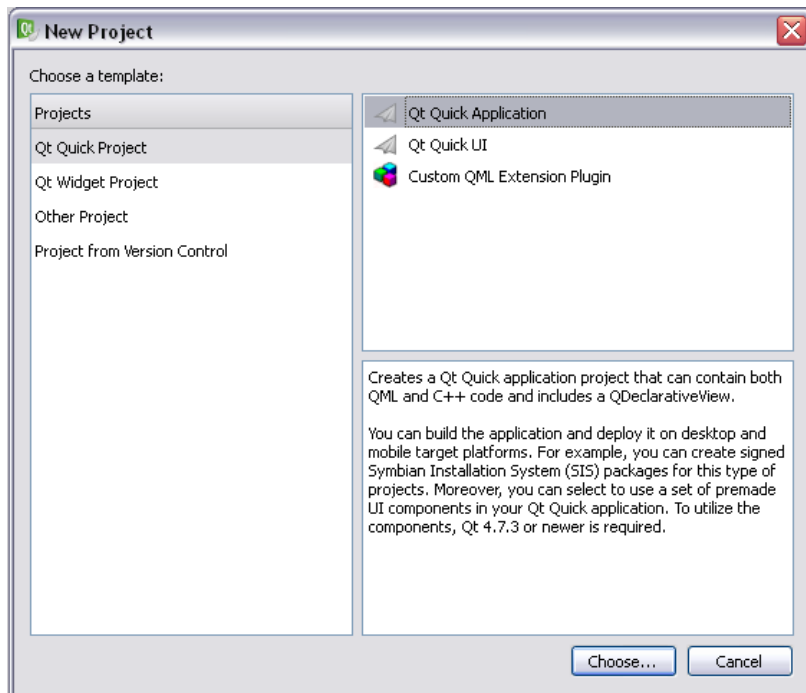 New Project
Choose a template:
Projects
Qt Quick Project
Qt Widget Project
Other Project
Project from Version Control
Qt Quick Application
Qt Quick UI
Custom QML Extension Plugin
Creates a Qt Quick application project that can contain both
QML and C++ code and includes a QDeclarativeView.
You can build the application and deploy it on desktop and
mobile target platforms. For example, you can create signed
Symbian Installation System (SIS) packages for this type of
projects. Moreover, you can select to use a set of premade
UI components in your Qt Quick application. To utilize the
components, Qt 4.7.3 or newer is required.
Choose...
Cancel